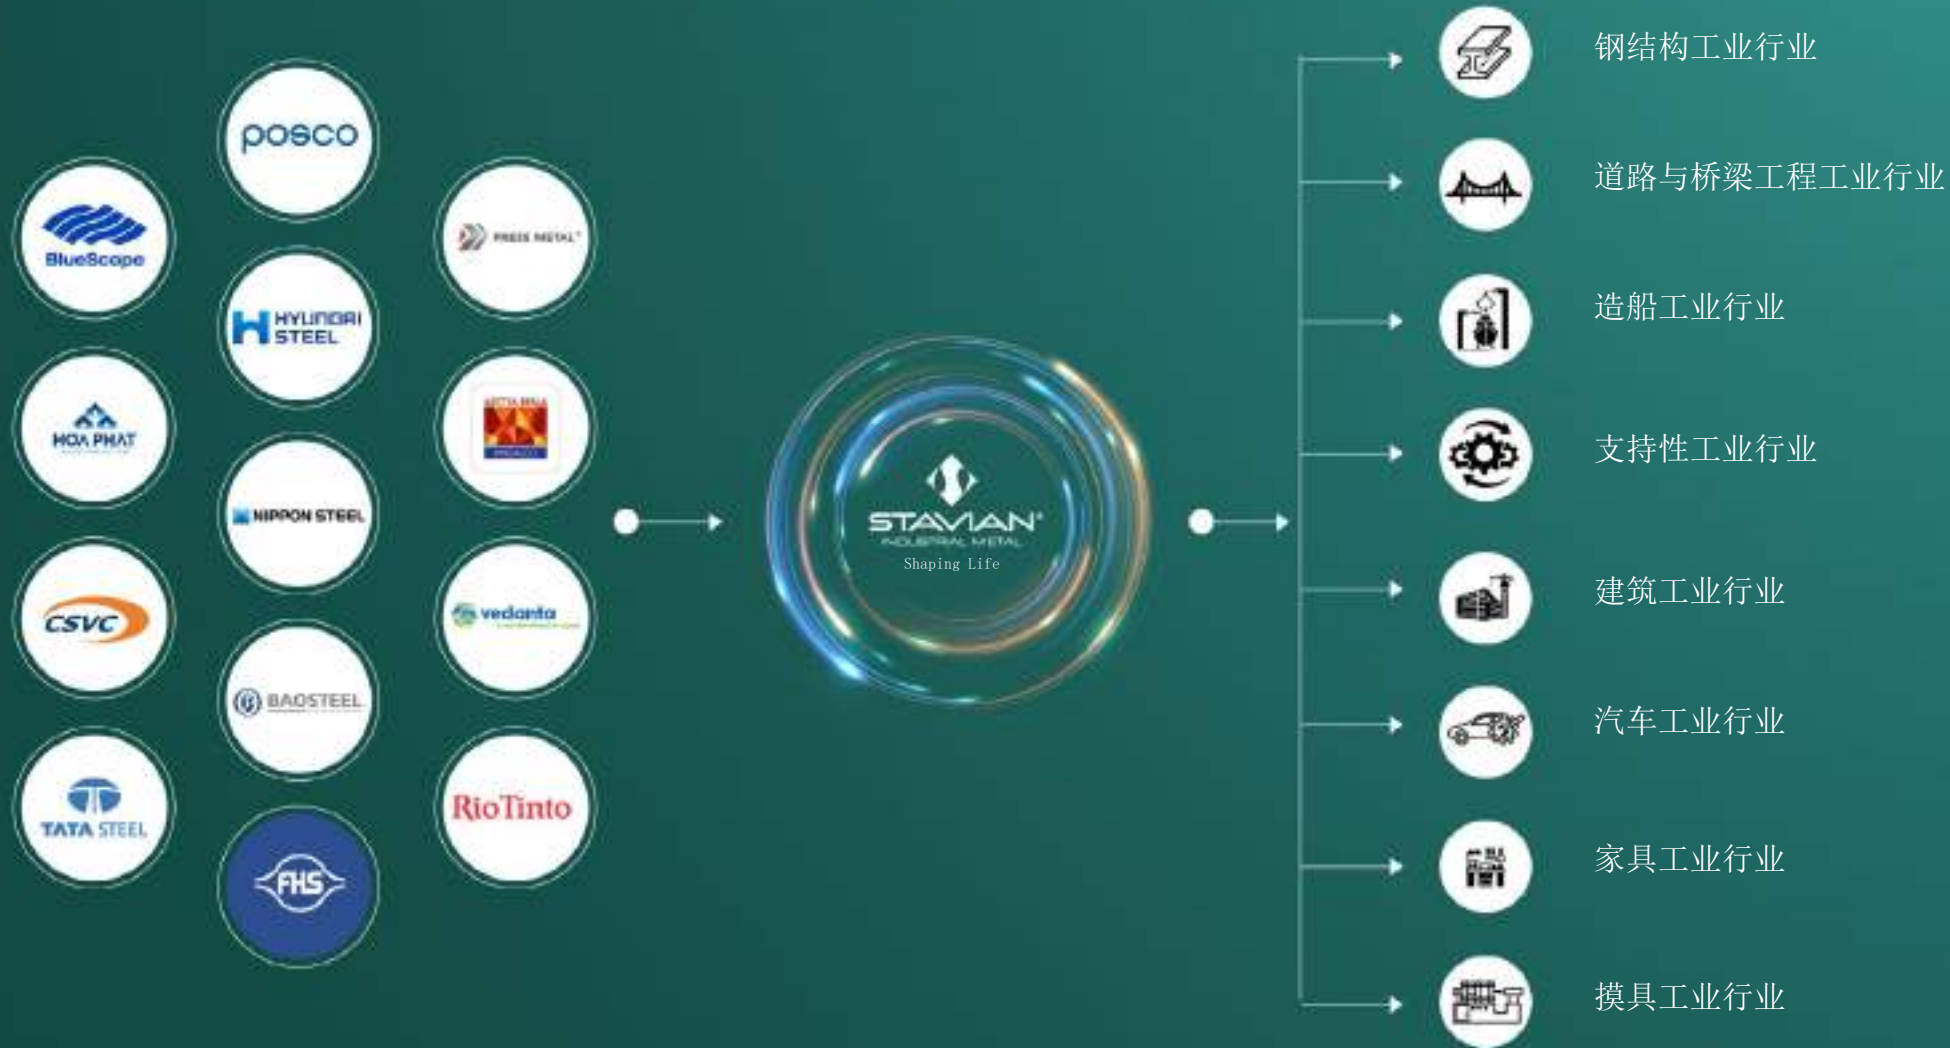 posco
BlueScope
PRESS METAL
HYUNDAI
STEEL
HOA PHAT
ADITYA BIRLA
HINDALCO
NIPPON STEEL
CSVC
vedanta
BAOSTEEL
TATA STEEL
RioTinto
FHS
STAVIAN®
INDUSTRIAL METAL
Shaping Life
钢结构工业行业
道路与桥梁工程工业行业
造船工业行业
支持性工业行业
建筑工业行业
汽车工业行业
家具工业行业
摸具工业行业